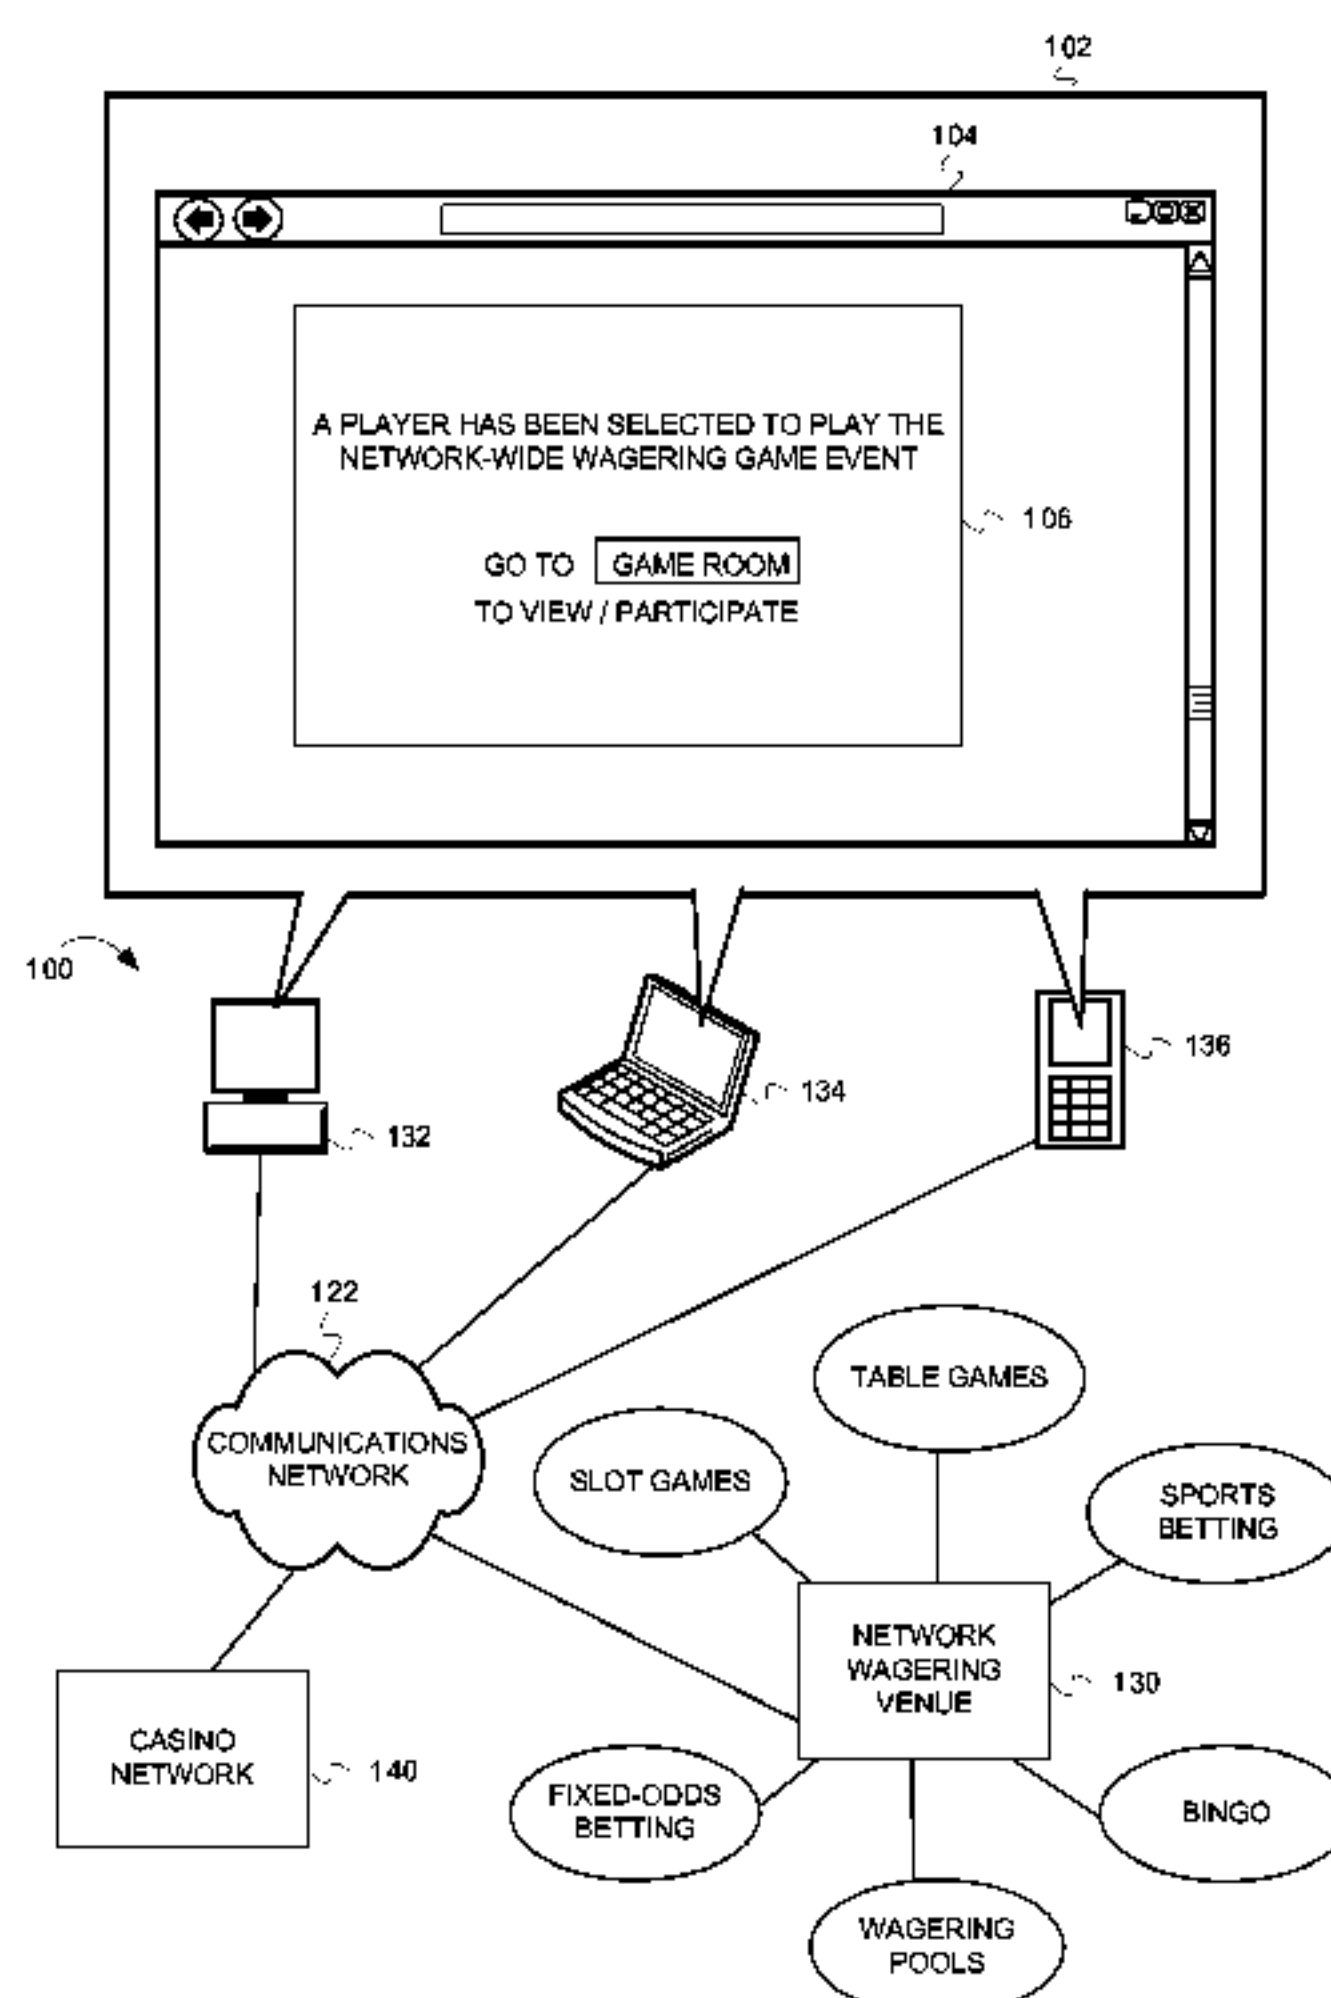 102
104
A PLAYER HAS BEEN SELECTED TO PLAY THE
NETWORK-WIDE WAGERING GAME EVENT
106
GO TO GAME ROOM
TO VIEW / PARTICIPATE
100
136
134
132
122
TABLE GAMES
COMMUNICATIONS
NETWORK
SLOT GAMES
SPORTS
BETTING
NETWORK
WAGERING
VENUE
130
CASINO
NETWORK
140
FIXED-ODDS
BETTING
BINGO
WAGERING
POOLS